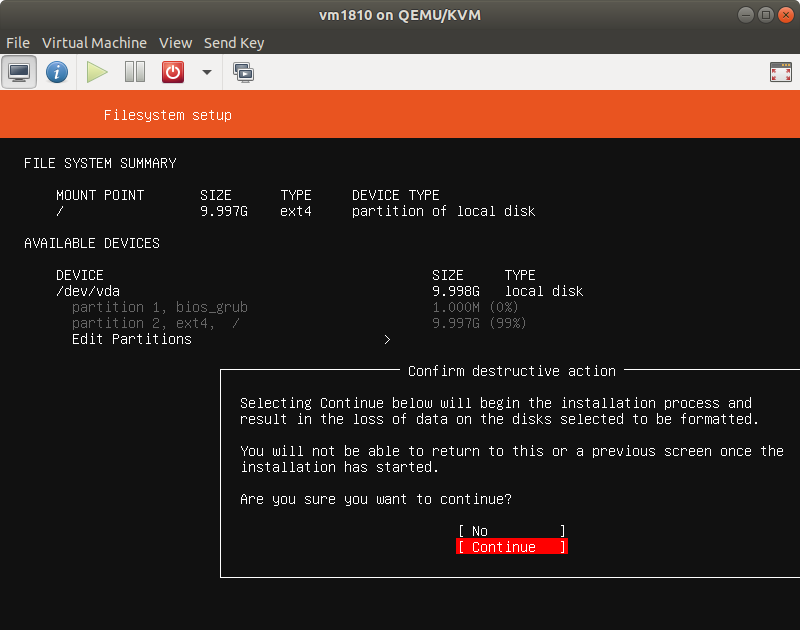 vm1810 on QEMU/KVM
File Virtual Machine View Send Key
Filesystem setup
FILE SYSTEM SUMMARY
MOUNT POINT SIZE TYPE DEVICE TYPE
/ 9.997G ext4 partition of local disk
AVAILABLE DEVICES
DEVICE SIZE TYPE
/dev/vda 9.998G local disk
partition 1, bios_grub 1.000M (0%)
partition 2, ext4, / 9.997G (99%)
Edit Partitions >
Confirm destructive action
Selecting Continue below will begin the installation process and
result in the loss of data on the disks selected to be formatted.
You will not be able to return to this or a previous screen once the
installation has started.
Are you sure you want to continue?
[ No ]
[ Continue ]